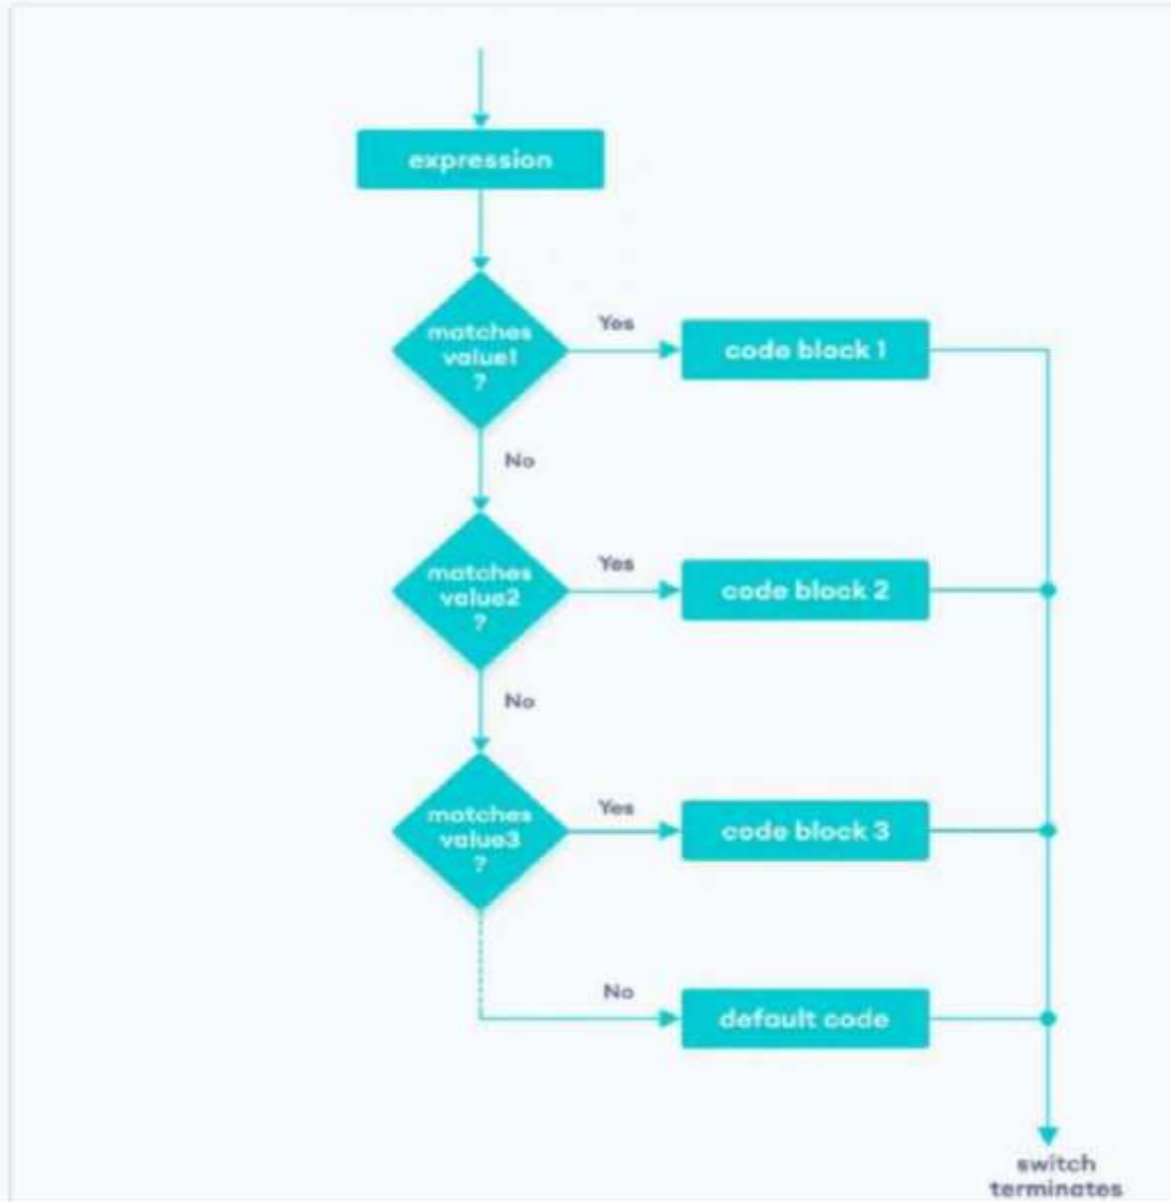 expression
matches
value1
?
Yes
code block 1
No
matches
value2
?
Yes
code block 2
No
matches
value3
?
Yes
code block 3
No
default code
switch
terminates